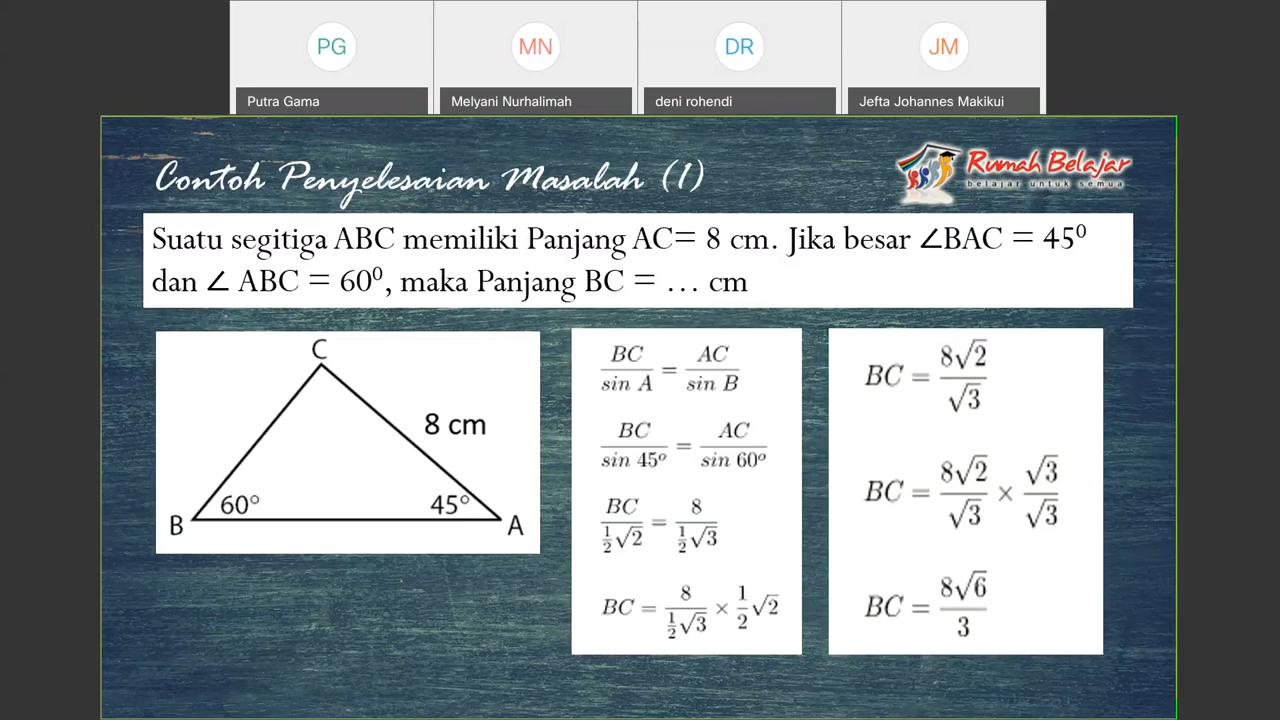 PG
MN
DR
JM
Putra Gama
Melyani Nurhalimah
deni rohendi
Jefta Johannes Makikui
Contoh Penyelesaian Masalah (1)
Rumah Belajar
belajar untuk semua
Suatu segitiga ABC memiliki Panjang AC= 8 cm. Jika besar ∠BAC = 45⁰
dan ∠ ABC = 60⁰, maka Panjang BC = … cm
C
8 cm
60°
45°
B
A
BC/sin A = AC/sin B
BC/sin 45º = AC/sin 60º
BC/(1/2√2) = 8/(1/2√3)
BC = 8/(1/2√3) × 1/2 √2
BC = 8√2/√3
BC = 8√2/√3 × √3/√3
BC = 8√6/3